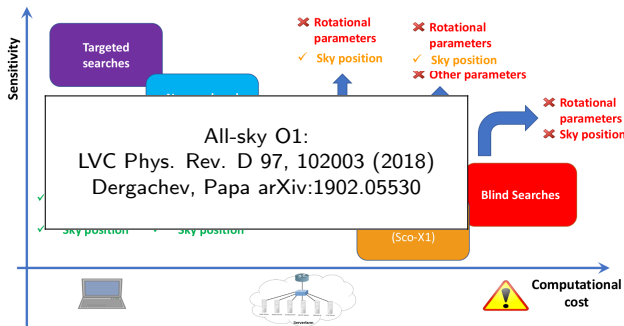 Sensitivity
Targeted
searches
Rotational
parameters
Sky position
Rotational
parameters
Sky position
Other parameters
Rotational
parameters
Sky position
All-sky O1:
LVC Phys. Rev. D 97, 102003 (2018)
Dergachev, Papa arXiv:1902.05530
Blind Searches
Sky position
Sky position
(Sco-X1)
Computational
cost